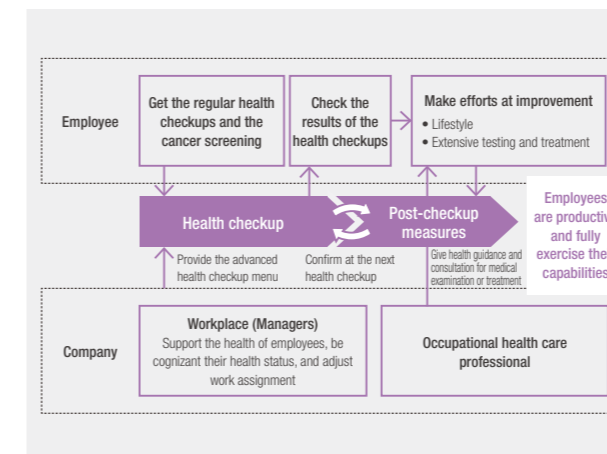 Employee
Get the regular health
checkups and the
cancer screening
Check the
results of the
health checkups
Make efforts at improvement
• Lifestyle
• Extensive testing and treatment
Health checkup
Post-checkup
measures
Employees
are productiv
and fully
exercise the
capabilities
Provide the advanced
health checkup menu
Confirm at the next
health checkup
Give health guidance and
consultation for medical
examination or treatment
Company
Workplace (Managers)
Support the health of employees, be
cognizant their health status, and adjust
work assignment
Occupational health care
professional